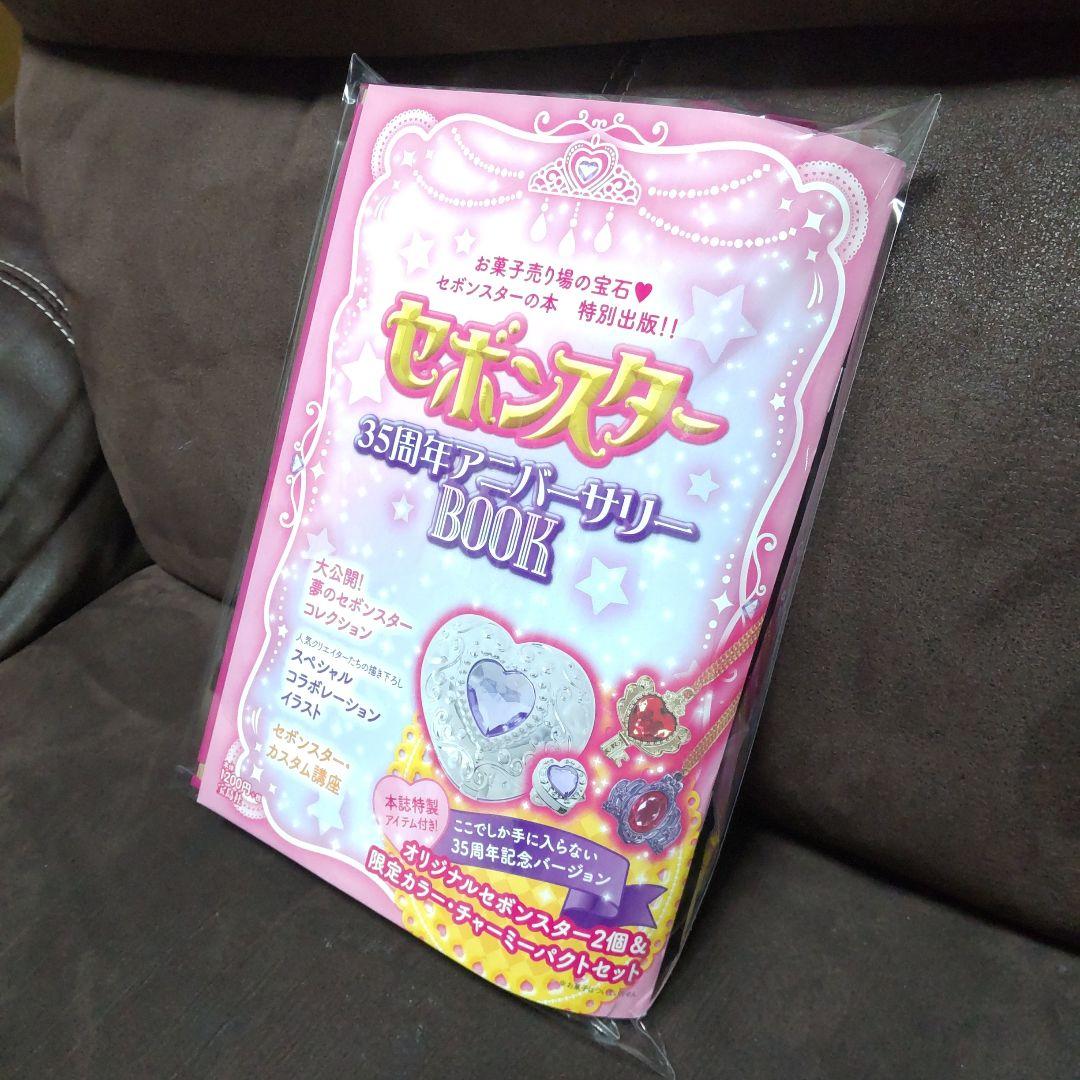 お菓子売り場の宝石♥
セボンスターの本 特別出版!!
セボンスター
35周年アニバーサリー
BOOK
大公開!
夢のセボンスター
コレクション
人気クリエイターたちの描き下ろし
スペシャル
コラボレーション
イラスト
セボンスター・
カスタム講座
1200円
本誌特製
アイテム付き!
ここでしか手に入らない
35周年記念バージョン
オリジナルセボンスター2個&
限定カラー・チャーミーパクトセット